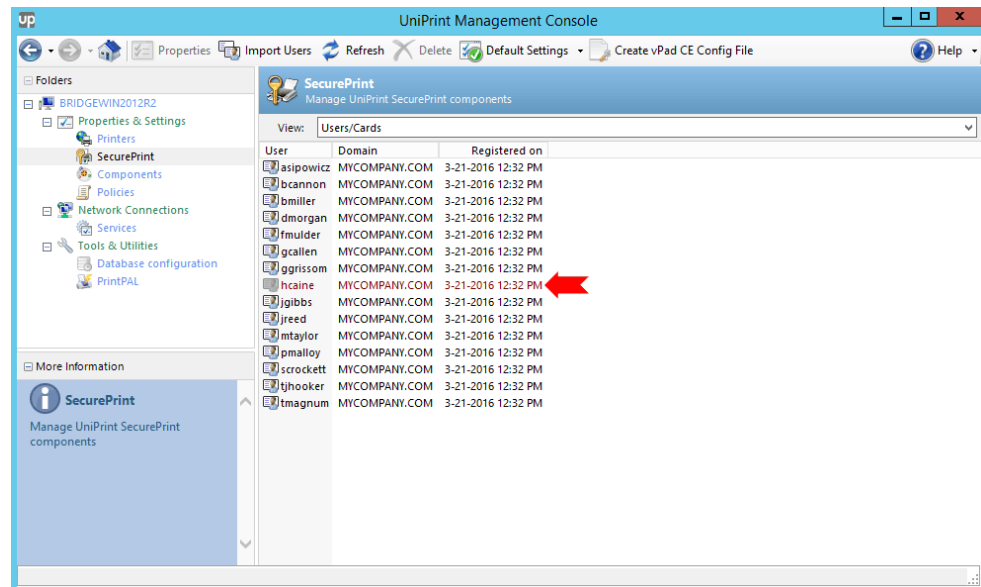 up UniPrint Management Console
Properties Import Users Refresh Delete Default Settings Create vPad CE Config File Help
Folders
BRIDGEWIN2012R2
Properties & Settings
Printers
SecurePrint
Components
Policies
Network Connections
Services
Tools & Utilities
Database configuration
PrintPAL
More Information
SecurePrint
Manage UniPrint SecurePrint
components
SecurePrint
Manage UniPrint SecurePrint components
View: Users/Cards
User Domain Registered on
asipowicz MYCOMPANY.COM 3-21-2016 12:32 PM
bcannon MYCOMPANY.COM 3-21-2016 12:32 PM
bmiller MYCOMPANY.COM 3-21-2016 12:32 PM
dmorgan MYCOMPANY.COM 3-21-2016 12:32 PM
fmulder MYCOMPANY.COM 3-21-2016 12:32 PM
gcallen MYCOMPANY.COM 3-21-2016 12:32 PM
ggrissom MYCOMPANY.COM 3-21-2016 12:32 PM
hcaine MYCOMPANY.COM 3-21-2016 12:32 PM
jgibbs MYCOMPANY.COM 3-21-2016 12:32 PM
jreed MYCOMPANY.COM 3-21-2016 12:32 PM
mtaylor MYCOMPANY.COM 3-21-2016 12:32 PM
pmalloy MYCOMPANY.COM 3-21-2016 12:32 PM
scrockett MYCOMPANY.COM 3-21-2016 12:32 PM
tjhooker MYCOMPANY.COM 3-21-2016 12:32 PM
tmagnum MYCOMPANY.COM 3-21-2016 12:32 PM